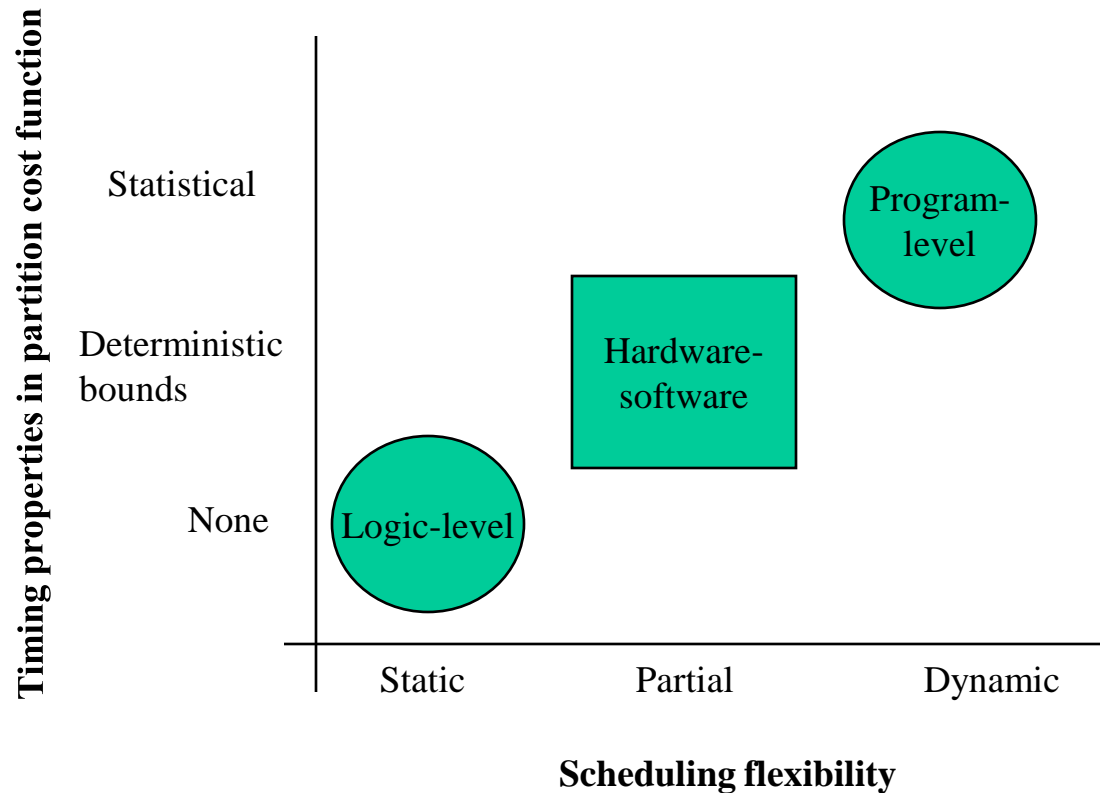 Timing properties in partition cost function
Statistical
Program-
level
Deterministic
bounds
Hardware-
software
None
Logic-level
Static
Partial
Dynamic
Scheduling flexibility